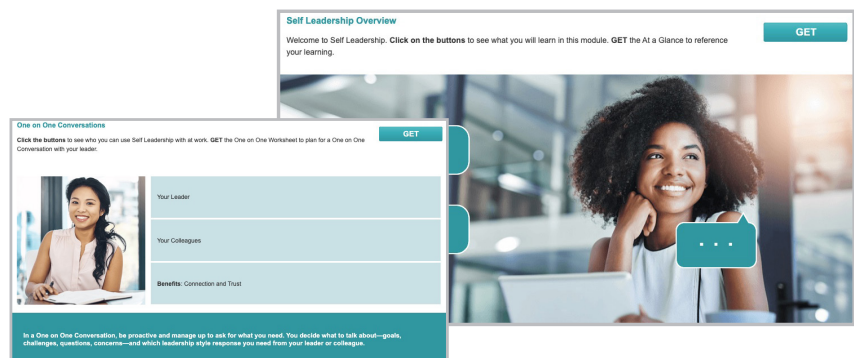 Self Leadership Overview
GET
Welcome to Self Leadership. Click on the buttons to see what you will learn in this module. GET the At a Glance to reference
your learning.
One on One Conversations
GET
Click the buttons to see who you can use Self Leadership with at work. GET the One on One Worksheet to plan for a One on One
Conversation with your leader.
Your Leader
Your Colleagues
Benefits: Connection and Trust
In a One on One Conversation, be proactive and manage up to ask for what you need. You decide what to talk about—goals,
challenges, questions, concerns—and which leadership style response you need from your leader or colleague.